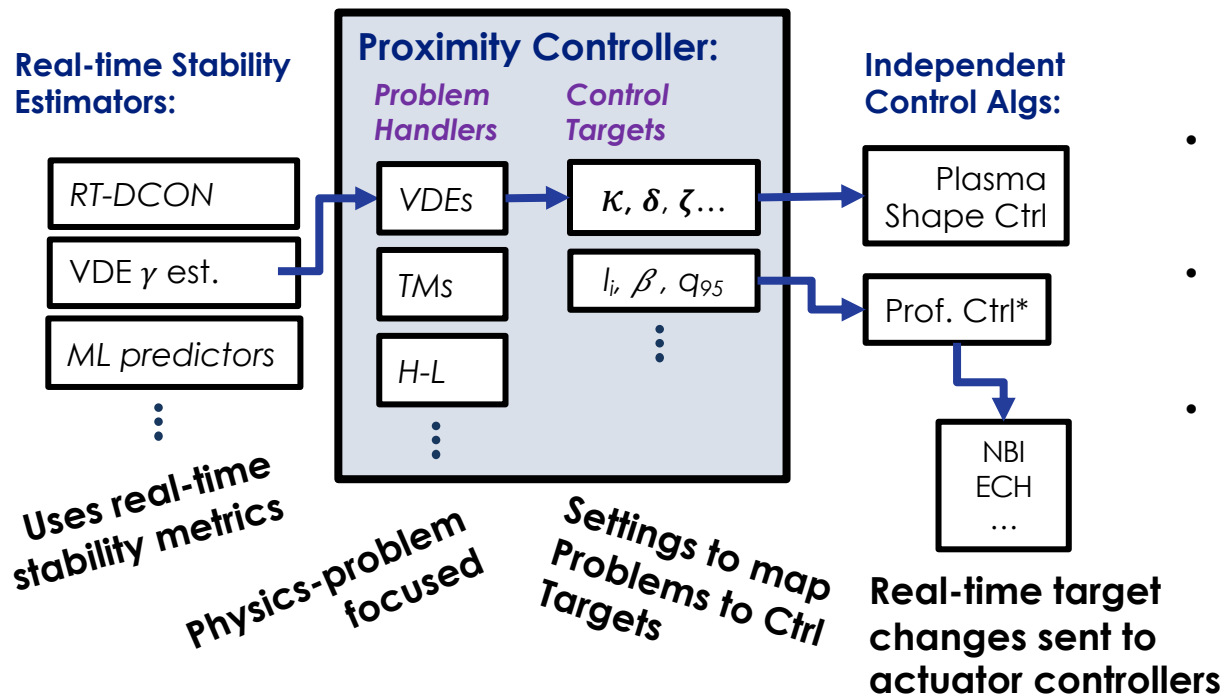 Real-time Stability
Estimators:
RT-DCON
VDE γ est.
ML predictors
Uses real-time
stability metrics
Proximity Controller:
Problem
Handlers
VDEs
TMs
H-L
Physics-problem
focused
Control
Targets
κ, δ, ζ…
lᵢ, β , q₉₅
Settings to map
Problems to Ctrl
Targets
Independent
Control Algs:
Plasma
Shape Ctrl
Prof. Ctrl*
NBI
ECH
…
Real-time target
changes sent to
actuator controllers